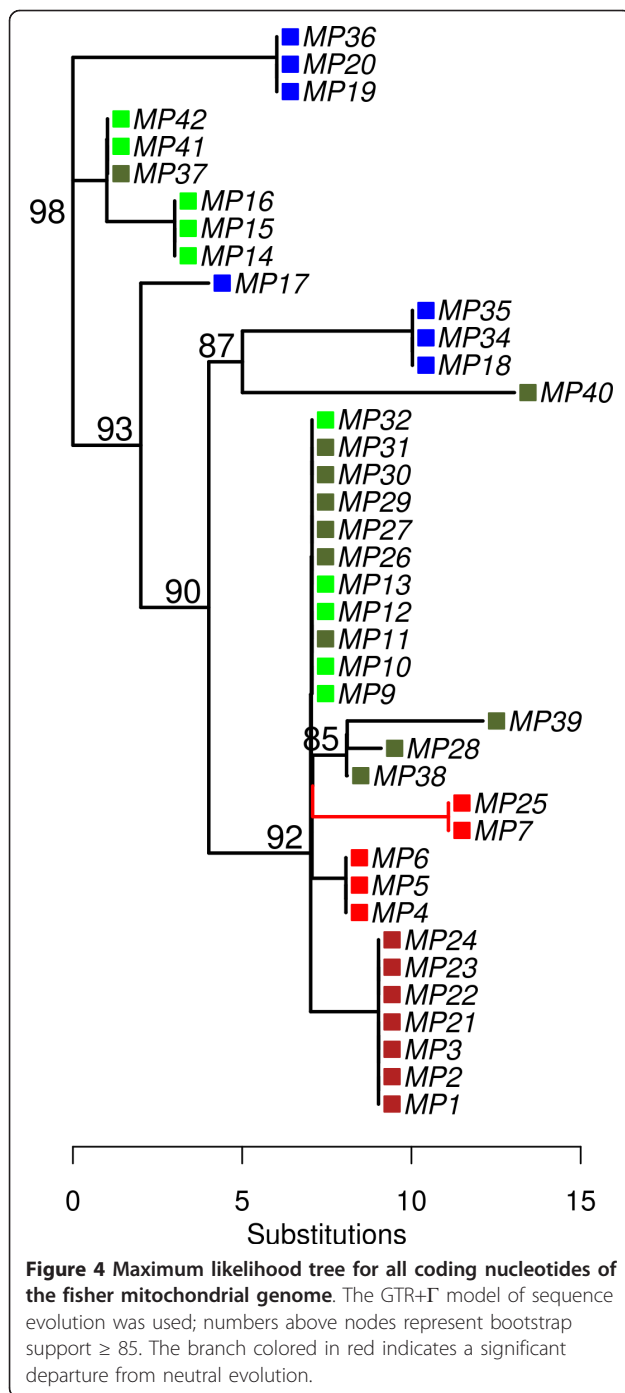 MP36
MP20
MP19
MP42
MP41
MP37
MP16
98
MP15
MP14
MP17
MP35
87
MP34
MP18
MP40
93
MP32
MP31
MP30
MP29
MP27
MP26
MP13
90
MP12
MP11
MP10
MP9
MP39
85
MP28
MP38
MP25
MP7
92
MP6
MP5
MP4
MP24
MP23
MP22
MP21
MP3
MP2
MP1
0 5 10 15
Substitutions
Figure 4 Maximum likelihood tree for all coding nucleotides of
the fisher mitochondrial genome. The GTR+Γ model of sequence
evolution was used; numbers above nodes represent bootstrap
support ≥ 85. The branch colored in red indicates a significant
departure from neutral evolution.